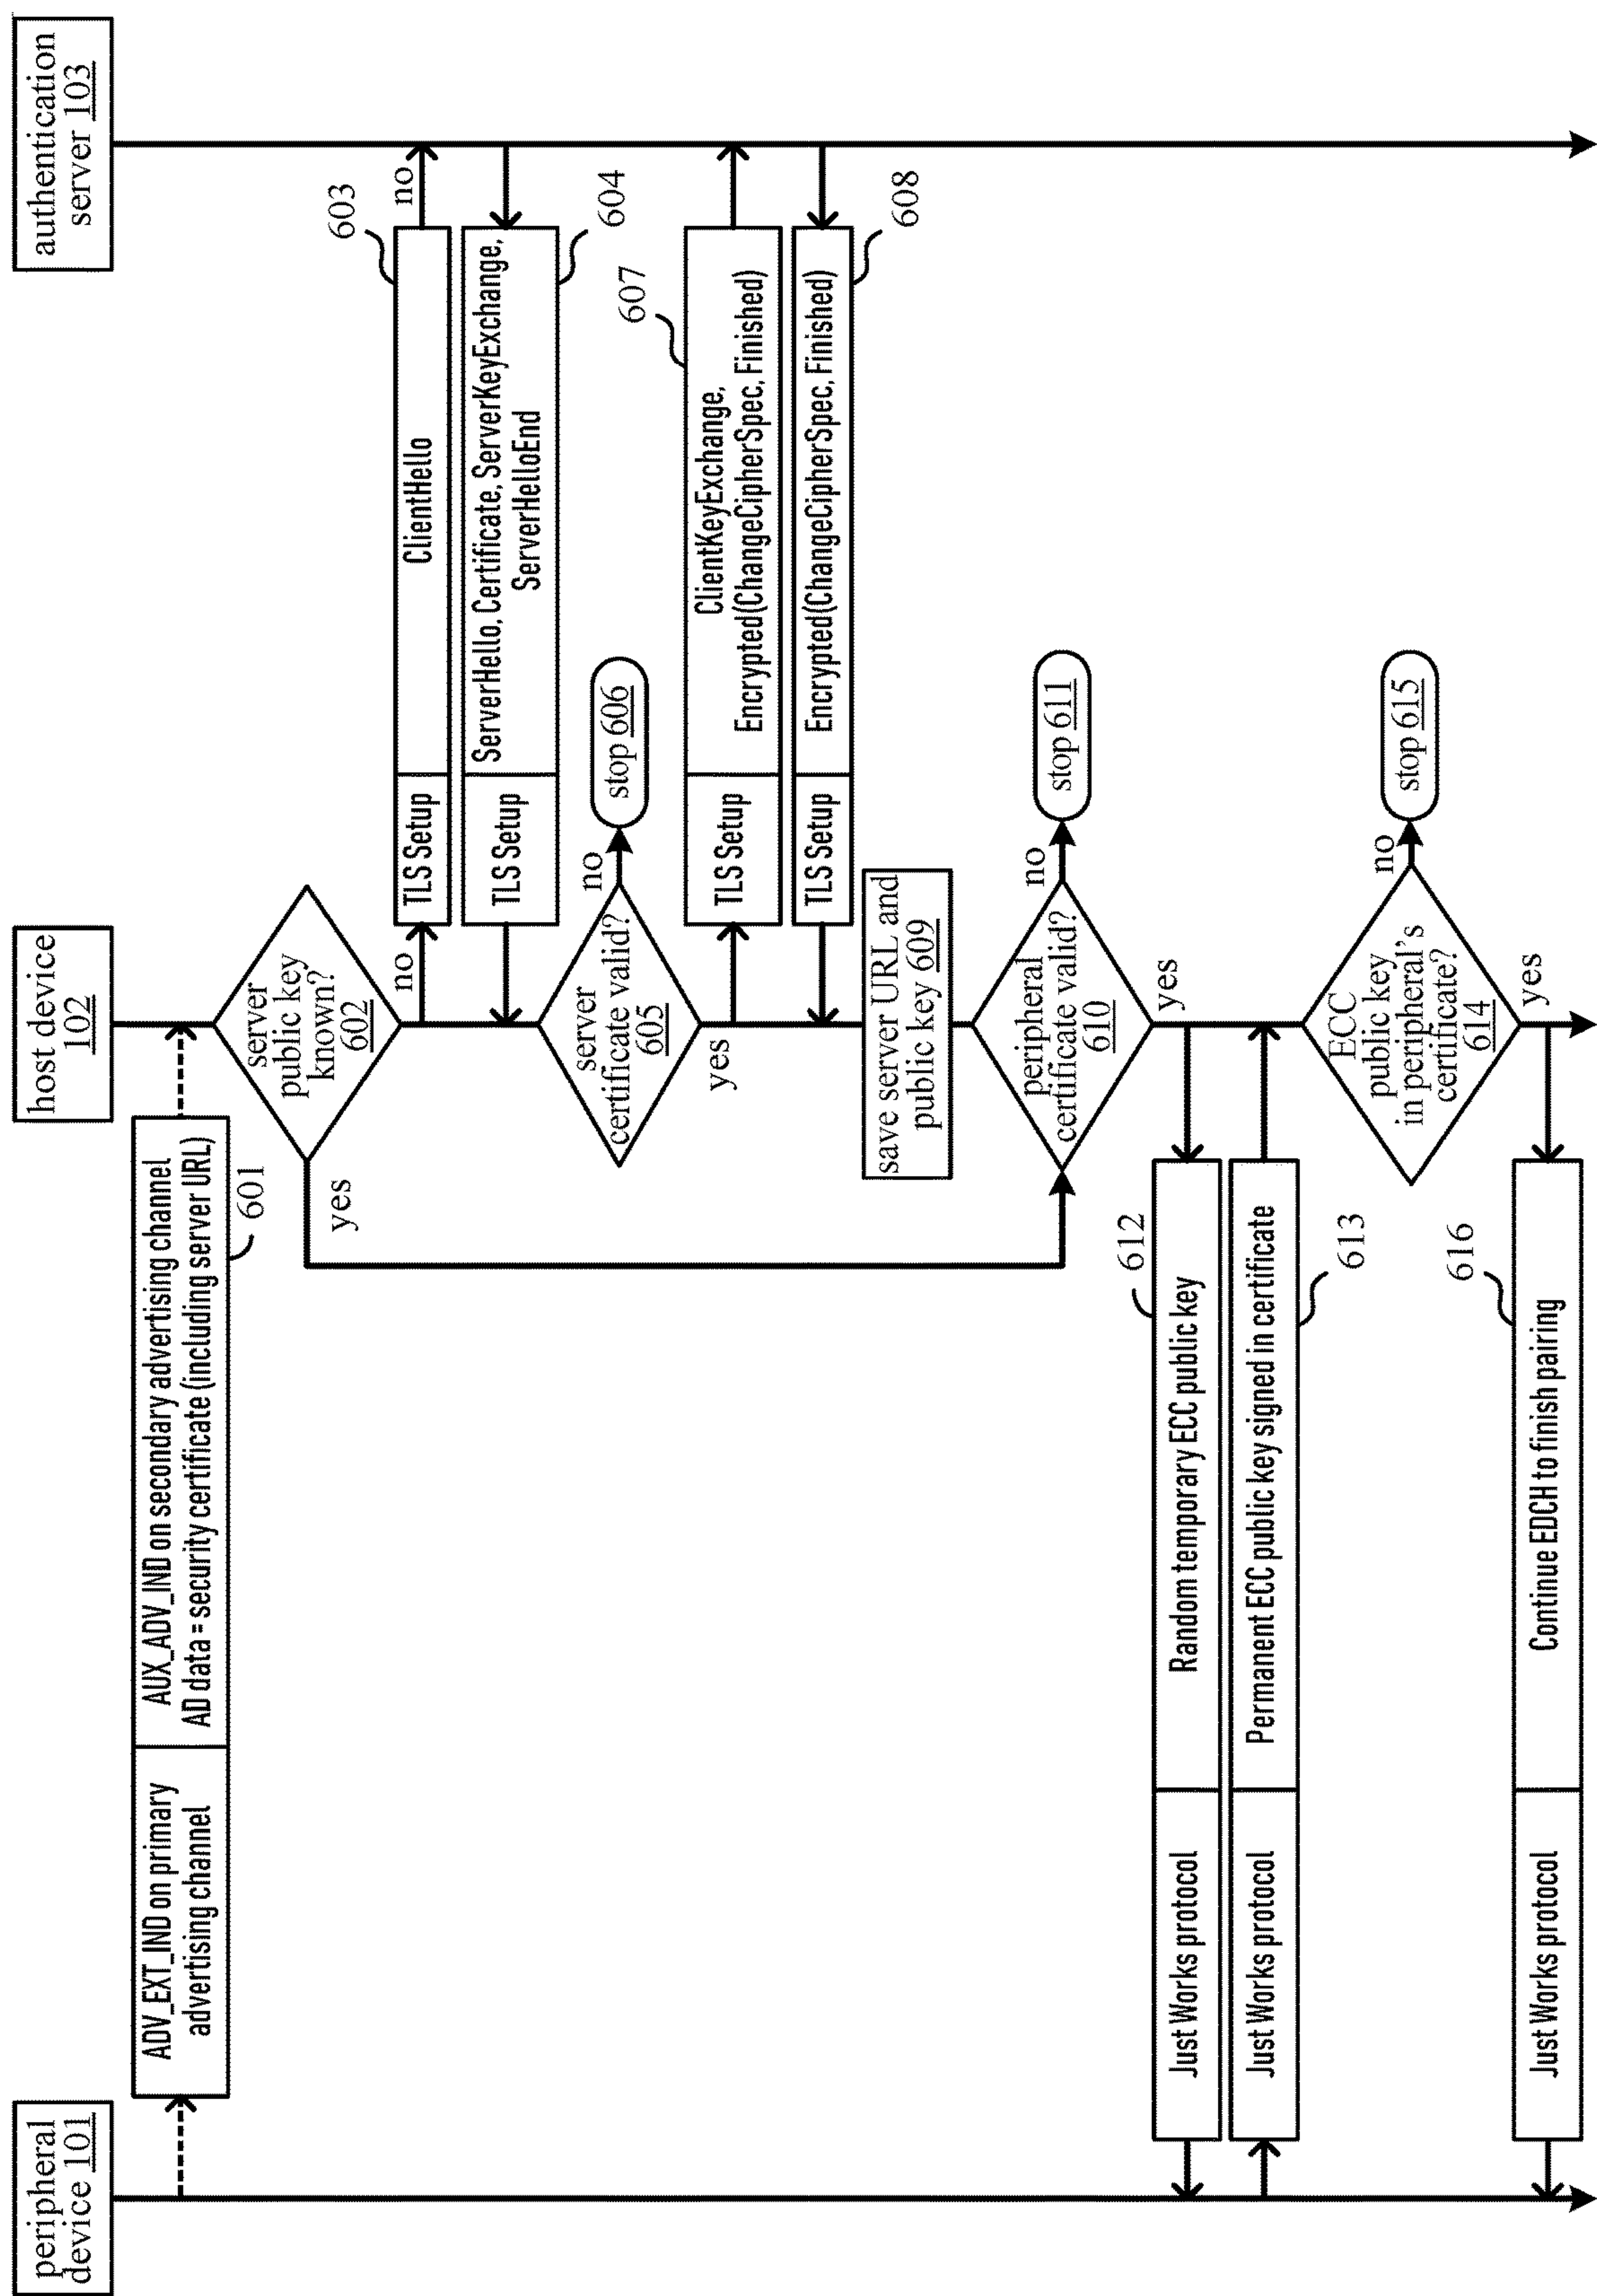 peripheral
device 101
host device
102
authentication
server 103
ADV_EXT_IND on primary
advertising channel
AUX_ADV_IND on secondary advertising channel
AD data = security certificate (including server URL)
601
server
public key
known?
602
yes
no
TLS Setup
ClientHello
603
no
TLS Setup
ServerHello, Certificate, ServerKeyExchange,
ServerHelloEnd
604
server
certificate valid?
605
no
stop 606
yes
TLS Setup
ClientKeyExchange,
Encrypted(ChangeCipherSpec, Finished)
607
TLS Setup
Encrypted(ChangeCipherSpec, Finished)
608
save server URL and
public key 609
peripheral
certificate valid?
610
no
stop 611
yes
Just Works protocol
Random temporary ECC public key
612
Just Works protocol
Permanent ECC public key signed in certificate
613
ECC
public key
in peripheral's
certificate?
614
no
stop 615
yes
Just Works protocol
Continue EDCH to finish pairing
616